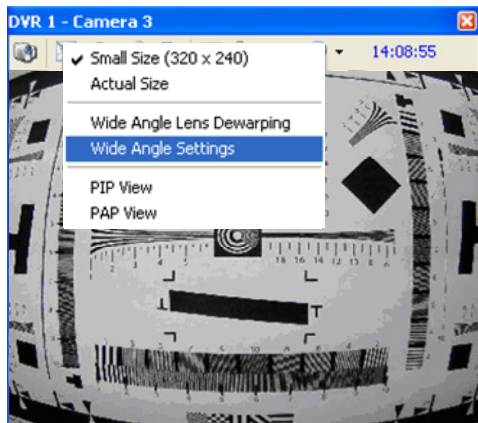 DVR 1 - Camera 3
14:08:55
Small Size (320 x 240)
Actual Size
Wide Angle Lens Dewarping
Wide Angle Settings
PIP View
PAP View